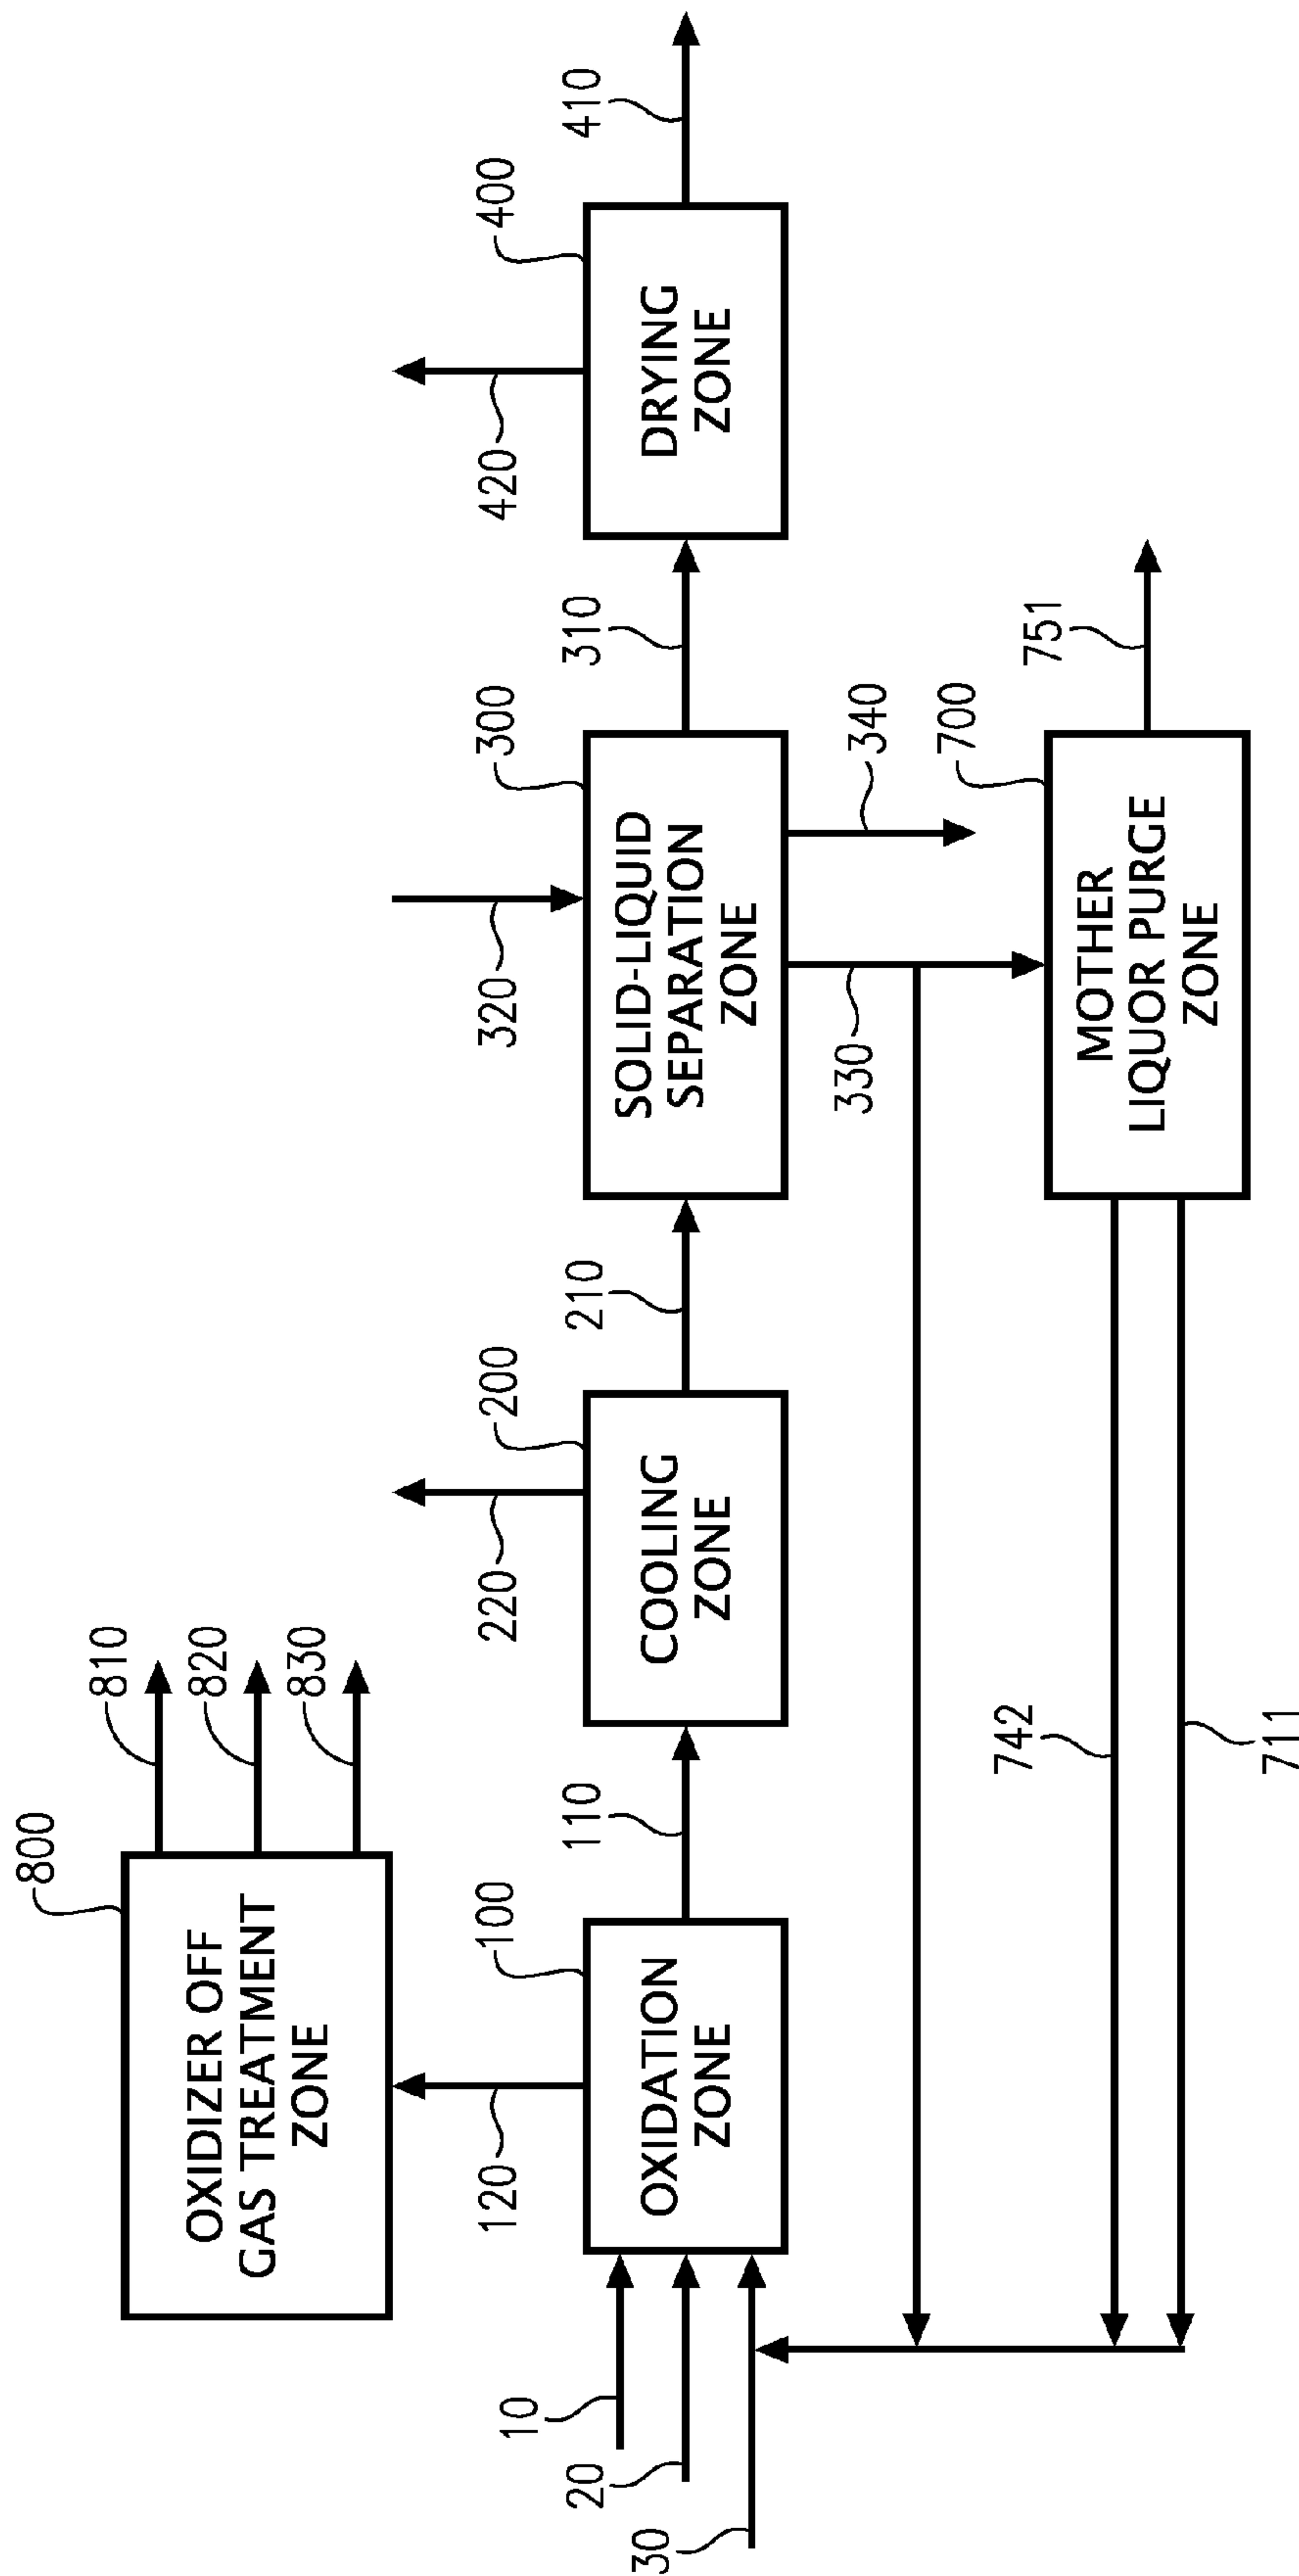 800
OXIDIZER OFF
GAS TREATMENT
ZONE
810
820
830
120
100
OXIDATION
ZONE
10
20
30
110
220
200
COOLING
ZONE
210
320
300
SOLID-LIQUID
SEPARATION
ZONE
310
420
400
DRYING
ZONE
410
330
340
700
MOTHER
LIQUOR PURGE
ZONE
751
742
711